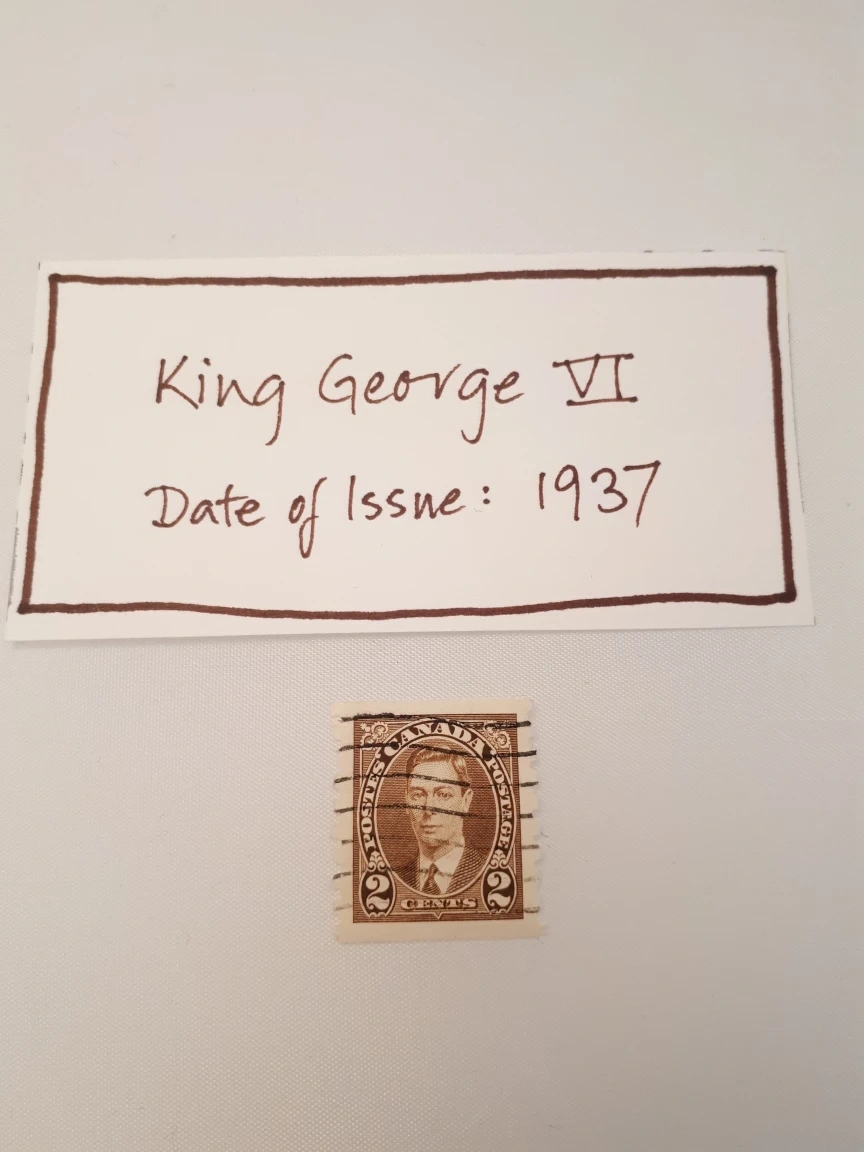 King George VI
Date of Issue: 1937
POSTES CANADA POSTAGE
2 CENTS 2